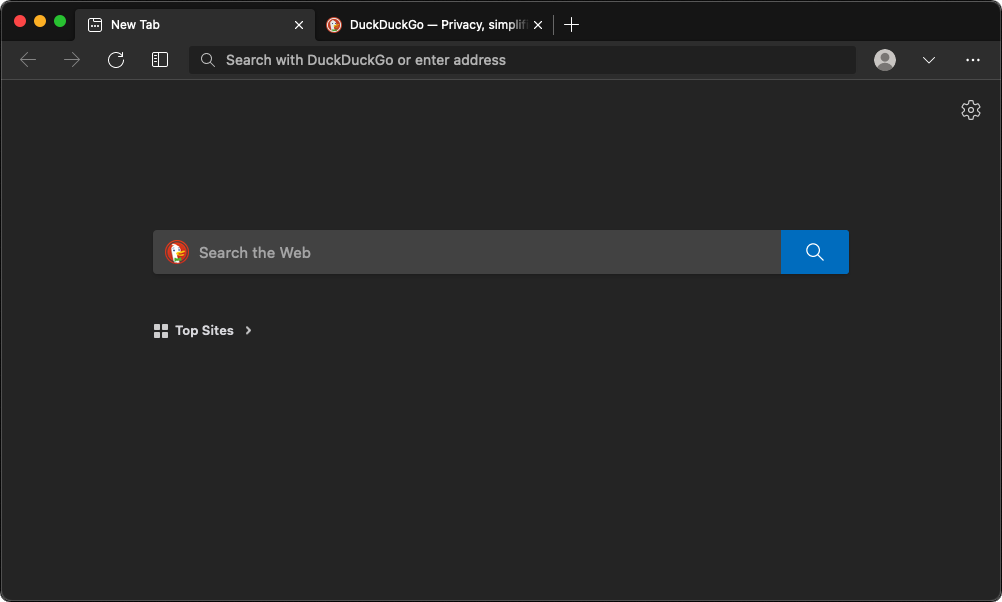 New Tab
DuckDuckGo — Privacy, simplifi
Search with DuckDuckGo or enter address
Search the Web
Top Sites